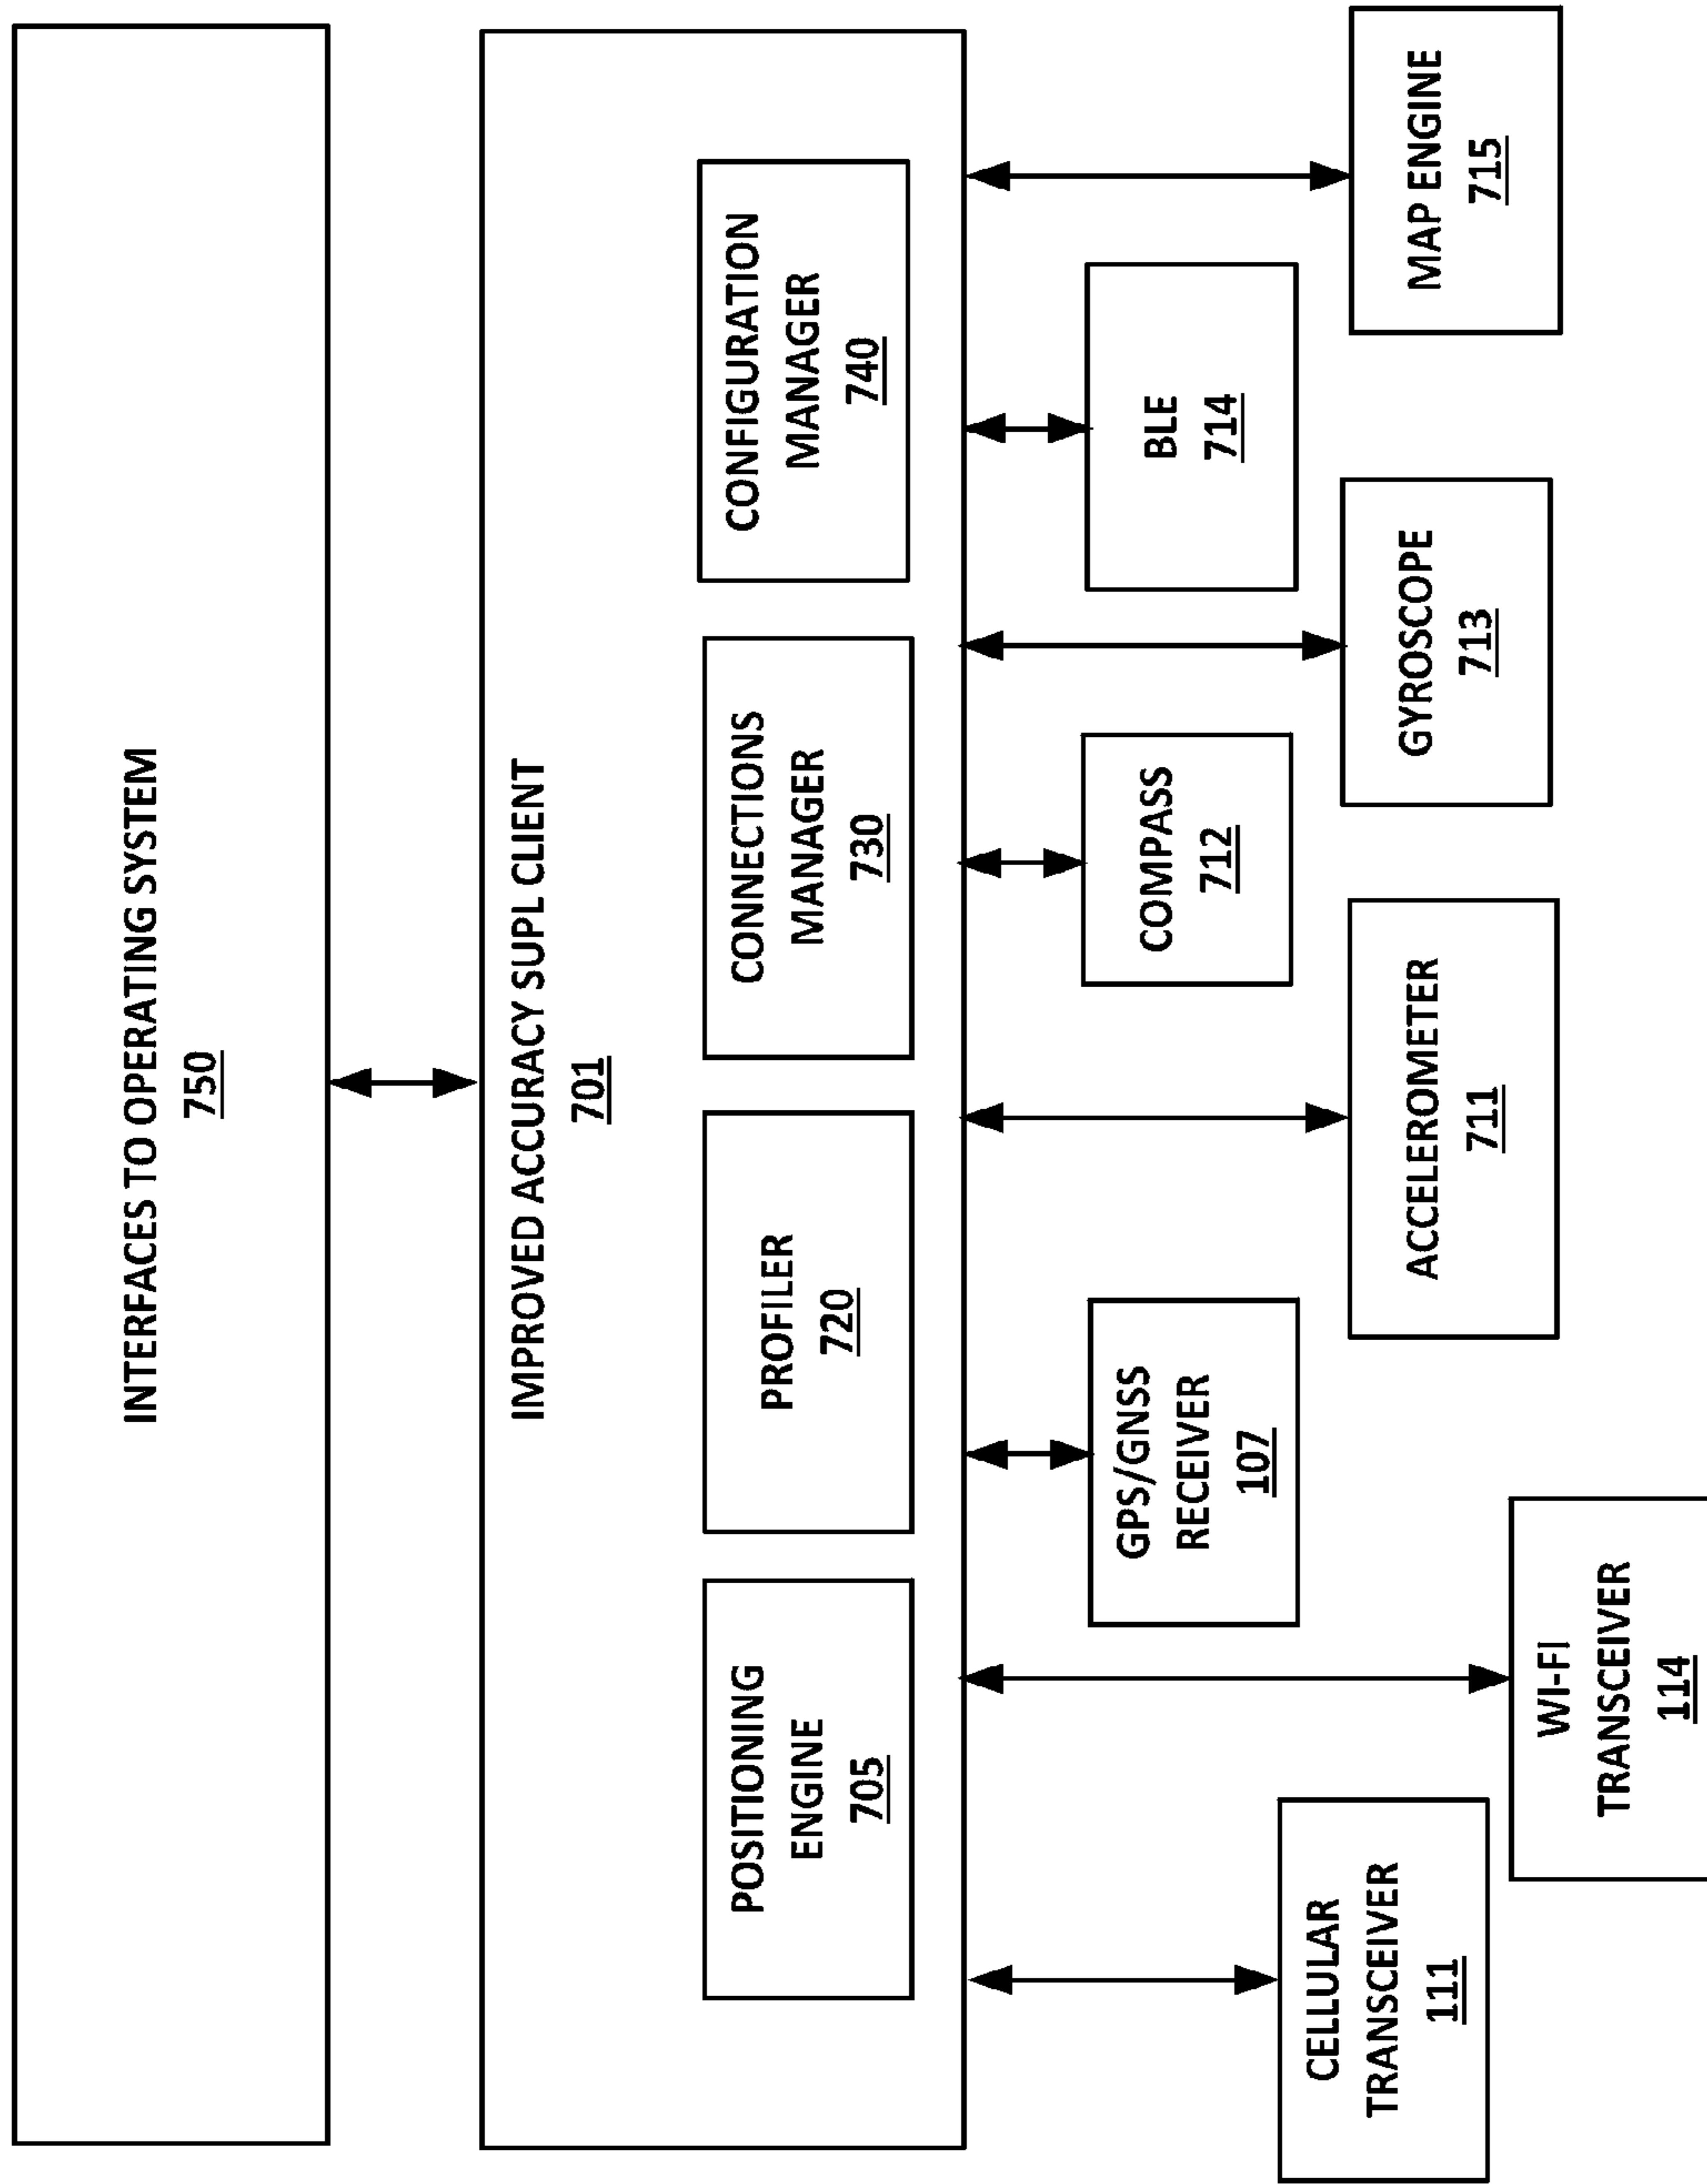 INTERFACES TO OPERATING SYSTEM
750
IMPROVED ACCURACY SUPL CLIENT
701
POSITIONING
ENGINE
705
PROFILER
720
CONNECTIONS
MANAGER
730
CONFIGURATION
MANAGER
740
CELLULAR
TRANSCEIVER
111
WI-FI
TRANSCEIVER
114
GPS/GNSS
RECEIVER
107
ACCELEROMETER
711
COMPASS
712
GYROSCOPE
713
BLE
714
MAP ENGINE
715